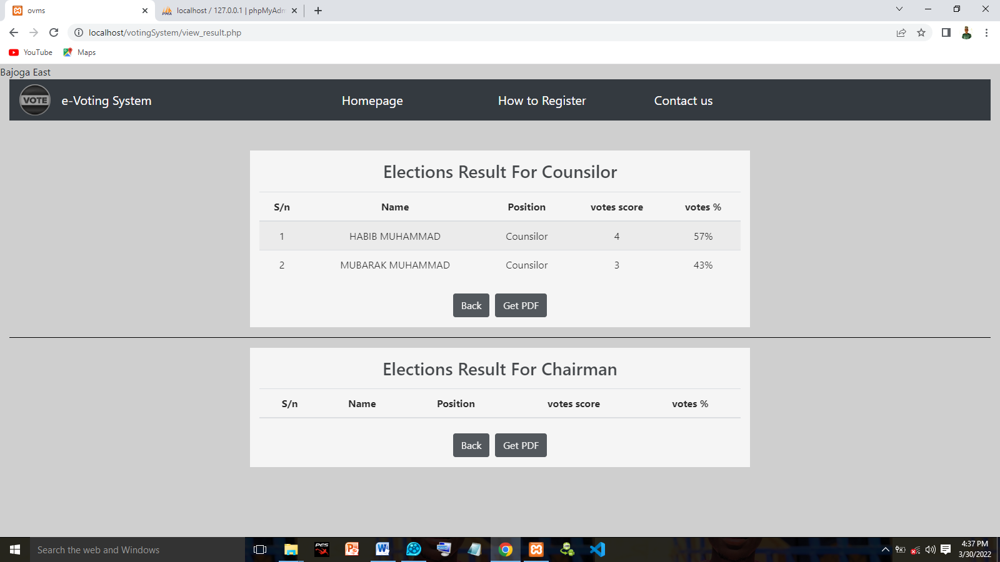 ovms
localhost / 127.0.0.1 | phpMyAdm
localhost/votingSystem/view_result.php
YouTube
Maps
Bajoga East
VOTE
e-Voting System
Homepage
How to Register
Contact us
Elections Result For Counsilor
S/n Name Position votes score votes %
1 HABIB MUHAMMAD Counsilor 4 57%
2 MUBARAK MUHAMMAD Counsilor 3 43%
Back
Get PDF
Elections Result For Chairman
S/n Name Position votes score votes %
Back
Get PDF
Search the web and Windows
PES
4:37 PM
3/30/2022